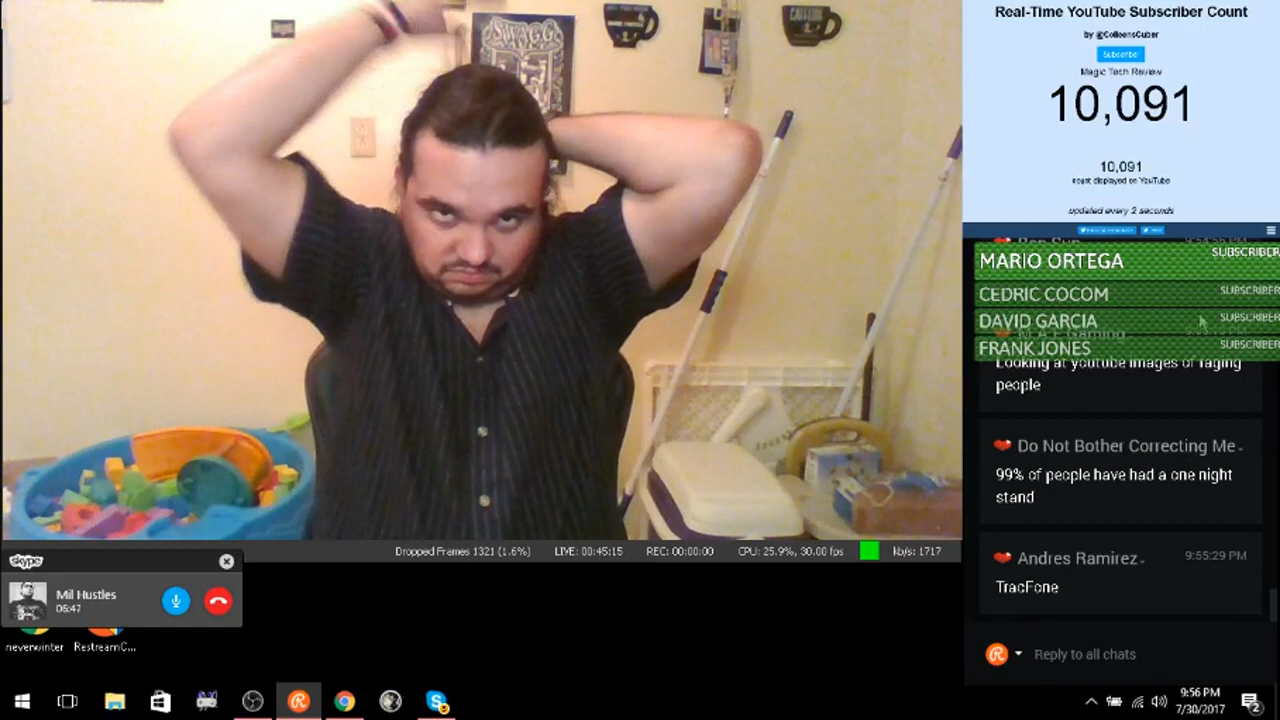 SWAGG
Real-Time YouTube Subscriber Count
by @ColleensCuber
Subscribe
Magic Tech Review
10,091
10,091
count displayed on YouTube
updated every 2 seconds
MARIO ORTEGA
SUBSCRIBER
CEDRIC COCOM
SUBSCRIBER
DAVID GARCIA
SUBSCRIBER
FRANK JONES
SUBSCRIBER
Looking at youtube images of raging
people
Do Not Bother Correcting Me
99% of people have had a one night
stand
Andres Ramirez
9:55:29 PM
TracFone
Reply to all chats
Dropped Frames 1321 (1.6%)
LIVE: 00:45:15
REC: 00:00:00
CPU: 25.9%, 30.00 fps
kb/s: 1717
skype
Mil Hustles
06:47
neverwinter
RestreamC...
9:56 PM
7/30/2017
2